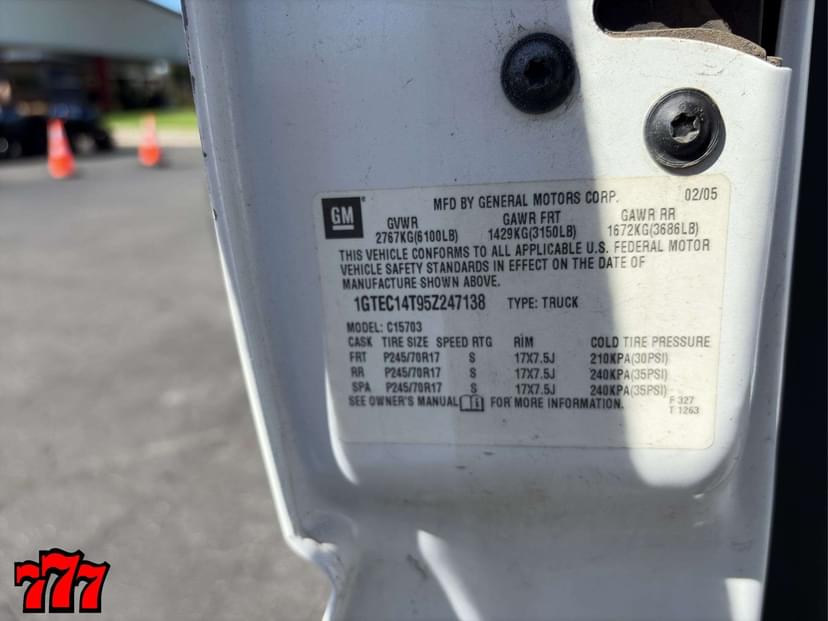 GM
MFD BY GENERAL MOTORS CORP. 02/05
GVWR GAWR FRT GAWR RR
2767KG(6100LB) 1429KG(3150LB) 1672KG(3686LB)
THIS VEHICLE CONFORMS TO ALL APPLICABLE U.S. FEDERAL MOTOR
VEHICLE SAFETY STANDARDS IN EFFECT ON THE DATE OF
MANUFACTURE SHOWN ABOVE.
1GTEC14T95Z247138 TYPE: TRUCK
MODEL: C15703
CASK TIRE SIZE SPEED RTG RIM COLD TIRE PRESSURE
FRT P245/70R17 S 17X7.5J 210KPA(30PSI)
RR P245/70R17 S 17X7.5J 240KPA(35PSI)
SPA P245/70R17 S 17X7.5J 240KPA(35PSI)
SEE OWNER'S MANUAL FOR MORE INFORMATION.
F 327
T 1263
777